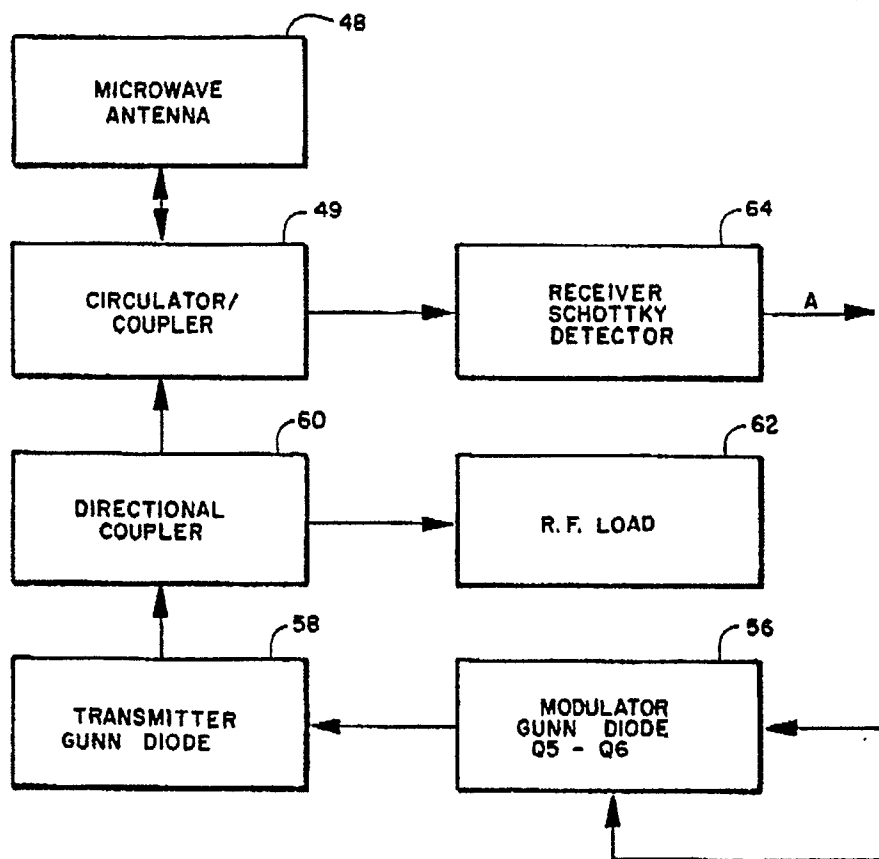 48
MICROWAVE
ANTENNA
49
CIRCULATOR/
COUPLER
64
RECEIVER
SCHOTTKY
DETECTOR
A
60
DIRECTIONAL
COUPLER
62
R.F. LOAD
58
TRANSMITTER
GUNN DIODE
56
MODULATOR
GUNN DIODE
Q5 - Q6